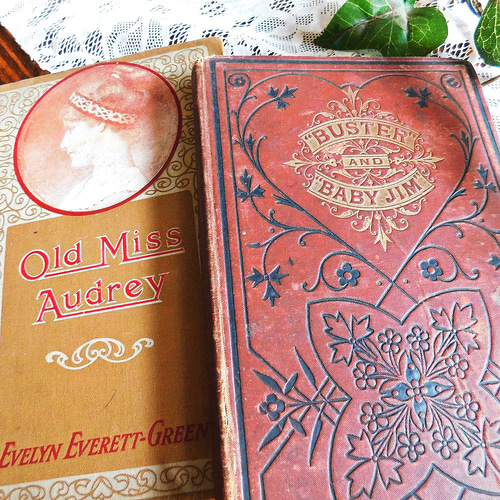 Old Miss
Audrey
Evelyn Everett-Green
"BUSTER"
AND
"BABY JIM"